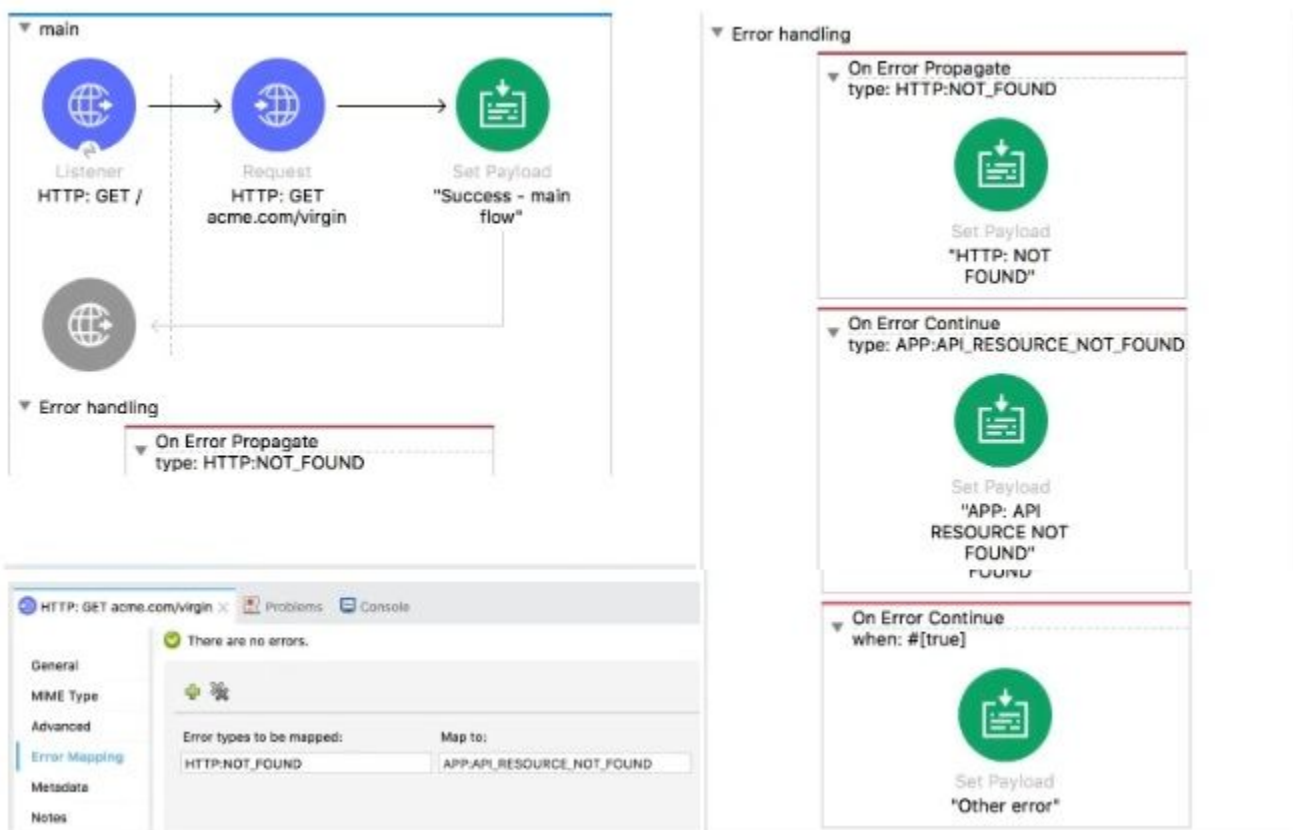 main
Listener
HTTP: GET /
Request
HTTP: GET
acme.com/virgin
Set Payload
"Success - main
flow"
Error handling
On Error Propagate
type: HTTP:NOT_FOUND
Error handling
On Error Propagate
type: HTTP:NOT_FOUND
Set Payload
"HTTP: NOT
FOUND"
On Error Continue
type: APP:API_RESOURCE_NOT_FOUND
Set Payload
"APP: API
RESOURCE NOT
FOUND"
FOUND
On Error Continue
when: #[true]
Set Payload
"Other error"
HTTP: GET acme.com/virgin
Problems
Console
There are no errors.
General
MIME Type
Advanced
Error Mapping
Metadata
Notes
Error types to be mapped:
Map to:
HTTP:NOT_FOUND
APP:API_RESOURCE_NOT_FOUND